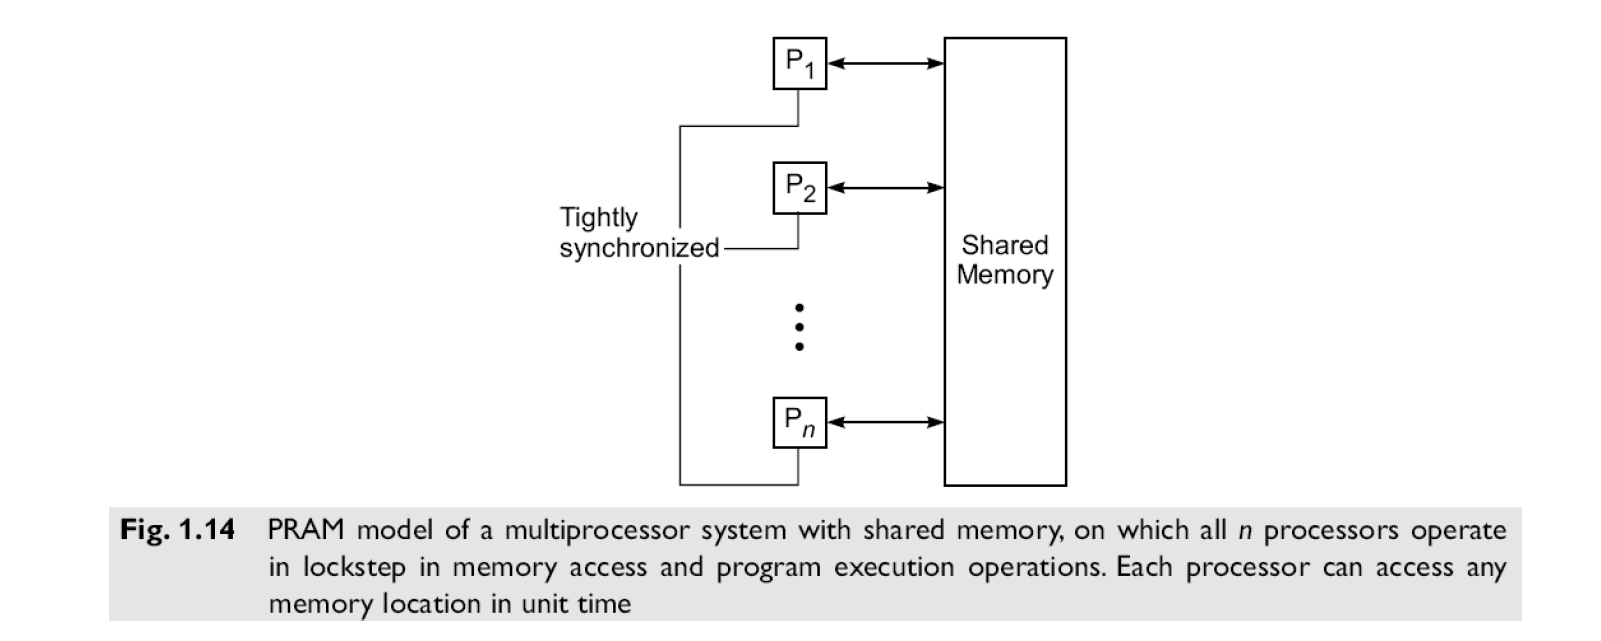 P1
P2
Tightly
synchronized
Shared
Memory
Pn
Fig. 1.14 PRAM model of a multiprocessor system with shared memory, on which all n processors operate
in lockstep in memory access and program execution operations. Each processor can access any
memory location in unit time